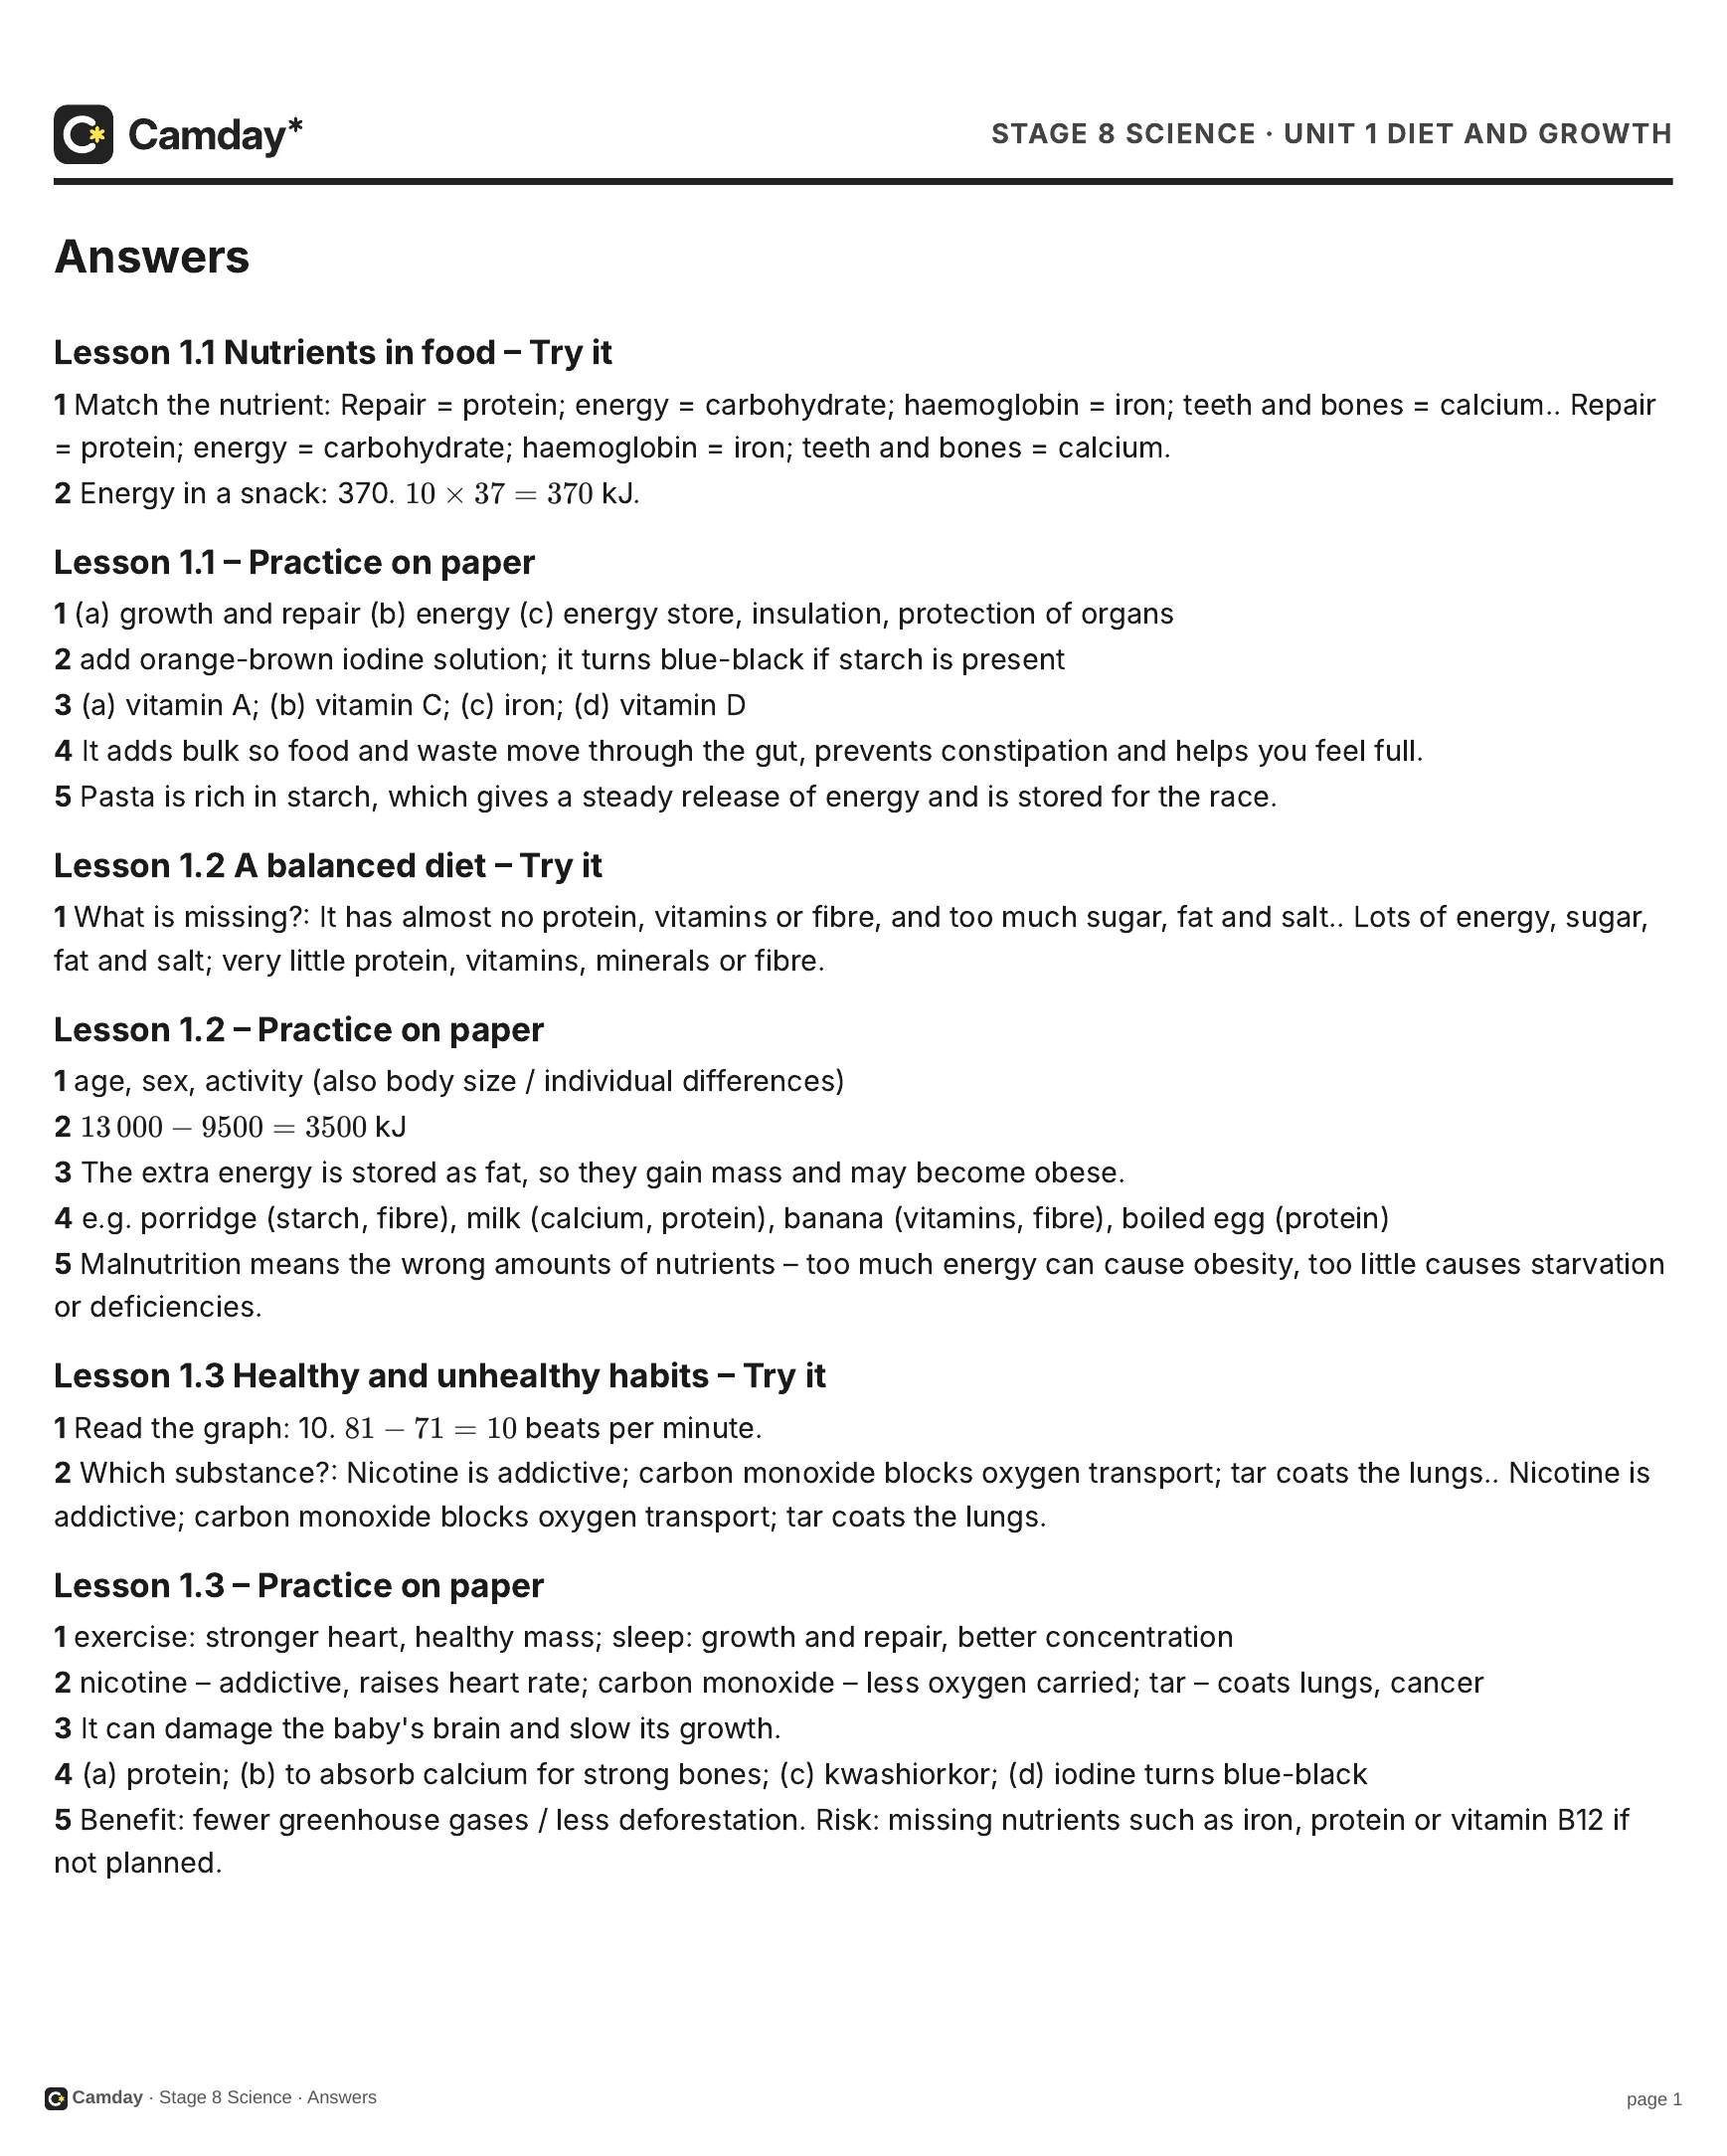 Camday*
STAGE 8 SCIENCE · UNIT 1 DIET AND GROWTH
Answers
Lesson 1.1 Nutrients in food – Try it
1 Match the nutrient: Repair = protein; energy = carbohydrate; haemoglobin = iron; teeth and bones = calcium.. Repair
= protein; energy = carbohydrate; haemoglobin = iron; teeth and bones = calcium.
2 Energy in a snack: 370. 10 × 37 = 370 kJ.
Lesson 1.1 – Practice on paper
1 (a) growth and repair (b) energy (c) energy store, insulation, protection of organs
2 add orange-brown iodine solution; it turns blue-black if starch is present
3 (a) vitamin A; (b) vitamin C; (c) iron; (d) vitamin D
4 It adds bulk so food and waste move through the gut, prevents constipation and helps you feel full.
5 Pasta is rich in starch, which gives a steady release of energy and is stored for the race.
Lesson 1.2 A balanced diet – Try it
1 What is missing?: It has almost no protein, vitamins or fibre, and too much sugar, fat and salt.. Lots of energy, sugar,
fat and salt; very little protein, vitamins, minerals or fibre.
Lesson 1.2 – Practice on paper
1 age, sex, activity (also body size / individual differences)
2 13 000 − 9500 = 3500 kJ
3 The extra energy is stored as fat, so they gain mass and may become obese.
4 e.g. porridge (starch, fibre), milk (calcium, protein), banana (vitamins, fibre), boiled egg (protein)
5 Malnutrition means the wrong amounts of nutrients – too much energy can cause obesity, too little causes starvation
or deficiencies.
Lesson 1.3 Healthy and unhealthy habits – Try it
1 Read the graph: 10. 81 − 71 = 10 beats per minute.
2 Which substance?: Nicotine is addictive; carbon monoxide blocks oxygen transport; tar coats the lungs.. Nicotine is
addictive; carbon monoxide blocks oxygen transport; tar coats the lungs.
Lesson 1.3 – Practice on paper
1 exercise: stronger heart, healthy mass; sleep: growth and repair, better concentration
2 nicotine – addictive, raises heart rate; carbon monoxide – less oxygen carried; tar – coats lungs, cancer
3 It can damage the baby's brain and slow its growth.
4 (a) protein; (b) to absorb calcium for strong bones; (c) kwashiorkor; (d) iodine turns blue-black
5 Benefit: fewer greenhouse gases / less deforestation. Risk: missing nutrients such as iron, protein or vitamin B12 if
not planned.
Camday · Stage 8 Science · Answers
page 1